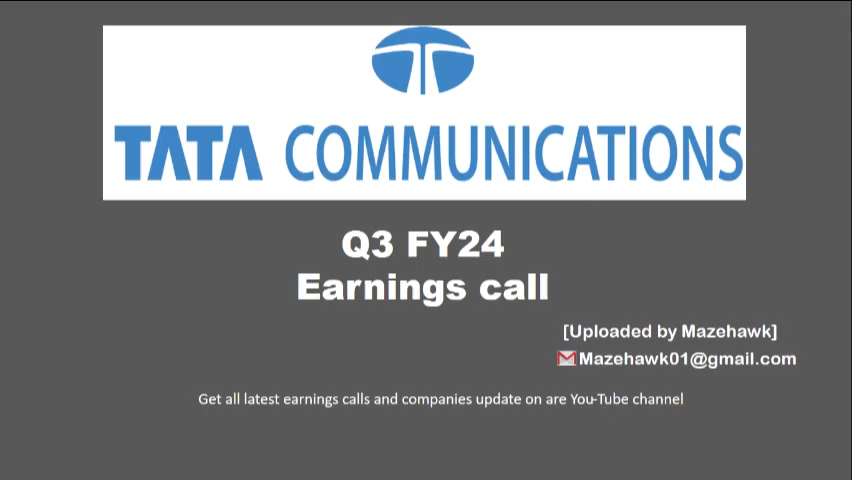 TATA COMMUNICATIONS
Q3 FY24
Earnings call
[Uploaded by Mazehawk]
Mazehawk01@gmail.com
Get all latest earnings calls and companies update on are You-Tube channel